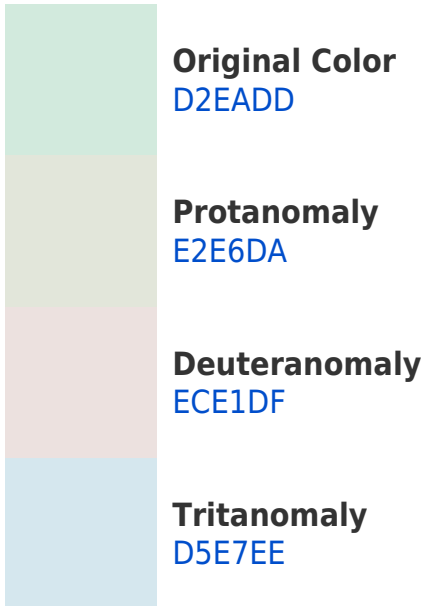 Original Color
D2EADD
Protanomaly
E2E6DA
Deuteranomaly
ECE1DF
Tritanomaly
D5E7EE